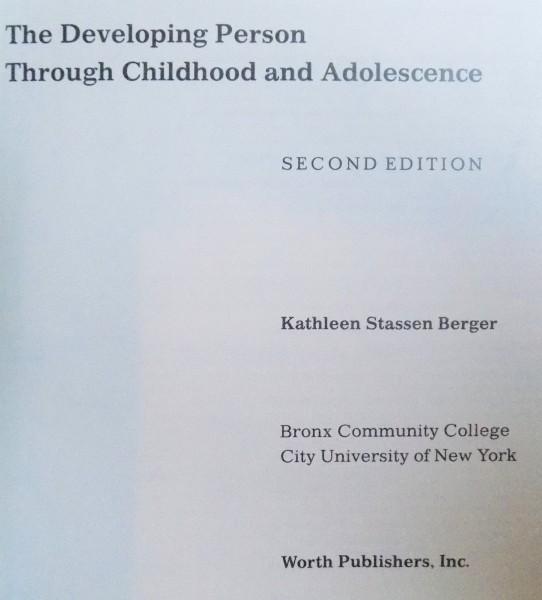 The Developing Person
Through Childhood and Adolescence
SECOND EDITION
Kathleen Stassen Berger
Bronx Community College
City University of New York
Worth Publishers, Inc.